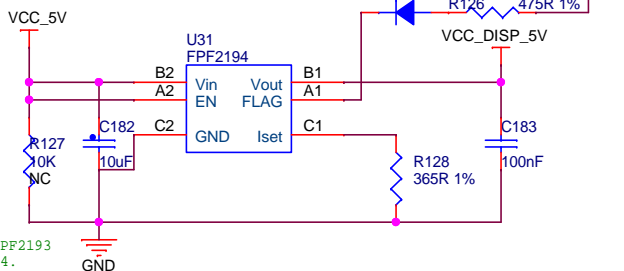 R126
475R 1%
VCC_5V
VCC_DISP_5V
U31
FPF2194
B2
Vin
Vout
B1
A2
EN
FLAG
A1
C2
GND
Iset
C1
C182
10uF
R127
10K
NC
R128
365R 1%
C183
100nF
PF2193
4.
GND